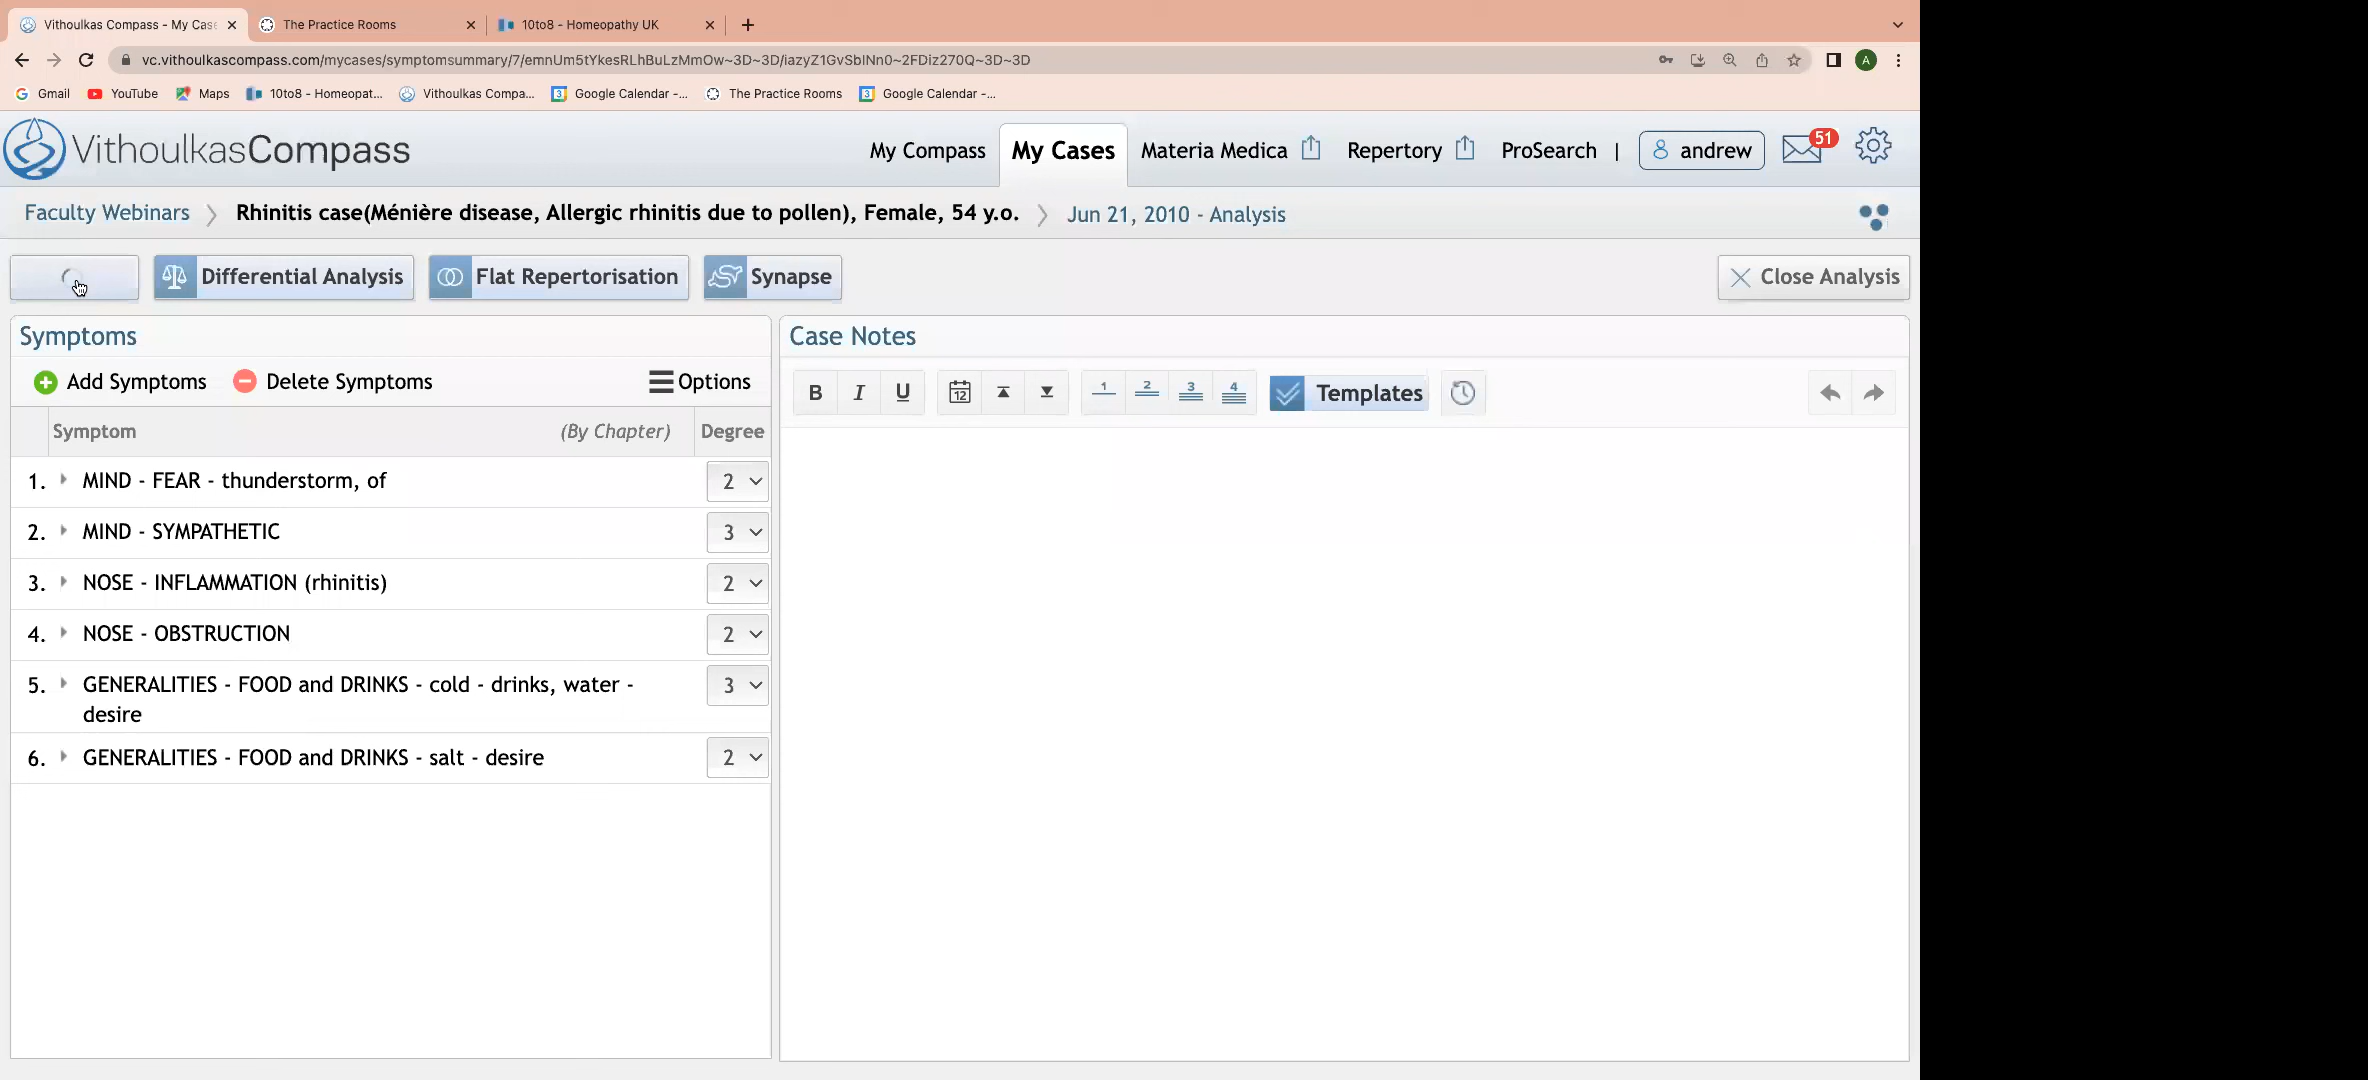 Vithoulkas Compass - My Case
The Practice Rooms
10to8 - Homeopathy UK
vc.vithoulkascompass.com/mycases/symptomsummary/7/emnUm5tYkesRLhBuLzMmOw~3D~3D/iazyZ1GvSbINn0~2FDiz270Q~3D~3D
A
Gmail
YouTube
Maps
10to8 - Homeopat...
Vithoulkas Compa...
Google Calendar -...
The Practice Rooms
Google Calendar -...
VithoulkasCompass
My Compass
My Cases
Materia Medica
Repertory
ProSearch |
andrew
51
Faculty Webinars
Rhinitis case(Ménière disease, Allergic rhinitis due to pollen), Female, 54 y.o.
Jun 21, 2010 - Analysis
Differential Analysis
Flat Repertorisation
Synapse
Close Analysis
Symptoms
Add Symptoms
Delete Symptoms
Options
Symptom
(By Chapter)
Degree
1. MIND - FEAR - thunderstorm, of 2
2. MIND - SYMPATHETIC 3
3. NOSE - INFLAMMATION (rhinitis) 2
4. NOSE - OBSTRUCTION 2
5. GENERALITIES - FOOD and DRINKS - cold - drinks, water - 3
desire
6. GENERALITIES - FOOD and DRINKS - salt - desire 2
Case Notes
B I U 12 1 2 3 4 Templates